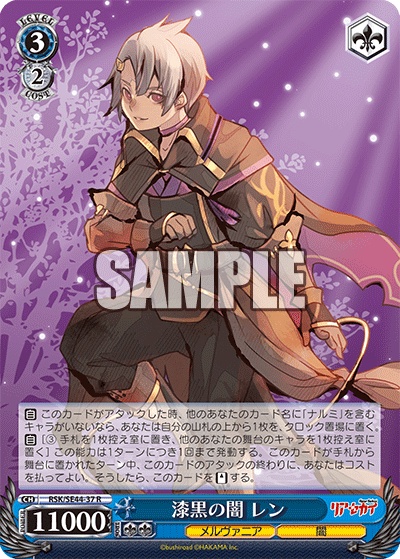 LEVEL
3
2
COST
SAMPLE
自 このカードがアタックした時、他のあなたのカード名に「ナルミ」を含む
キャラがいないなら、あなたは自分の山札の上から1枚を、クロック置場に置く。
自 [③ 手札を1枚控え室に置き、他のあなたの舞台のキャラを1枚控え室に
置く] この能力は1ターンにつき1回まで発動する。このカードが手札から
舞台に置かれたターン中、このカードのアタックの終わりに、あなたはコスト
を払ってよい。そうしたら、このカードを【スタンド】する。
CH
RSK/SE44-37 R
POWER
11000
漆黒の闇 レン
リアセカイ
メルヴァニア
闇
©bushiroad ©HAKAMA Inc.